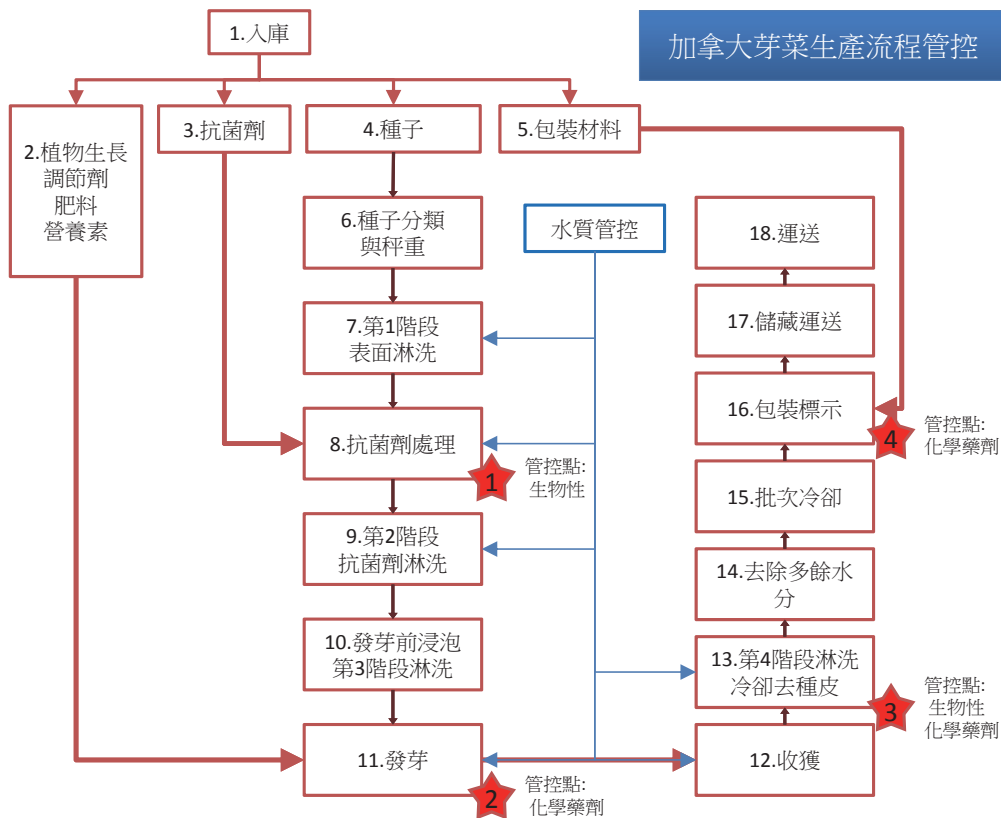 加拿大芽菜生產流程管控
1.入庫
2.植物生長
調節劑
肥料
營養素
3.抗菌劑
4.種子
5.包裝材料
6.種子分類
與秤重
水質管控
7.第1階段
表面淋洗
8.抗菌劑處理
1
管控點:
生物性
9.第2階段
抗菌劑淋洗
10.發芽前浸泡
第3階段淋洗
11.發芽
2
管控點:
化學藥劑
12.收獲
13.第4階段淋洗
冷卻去種皮
3
管控點:
生物性
化學藥劑
14.去除多餘水
分
15.批次冷卻
16.包裝標示
4
管控點:
化學藥劑
17.儲藏運送
18.運送